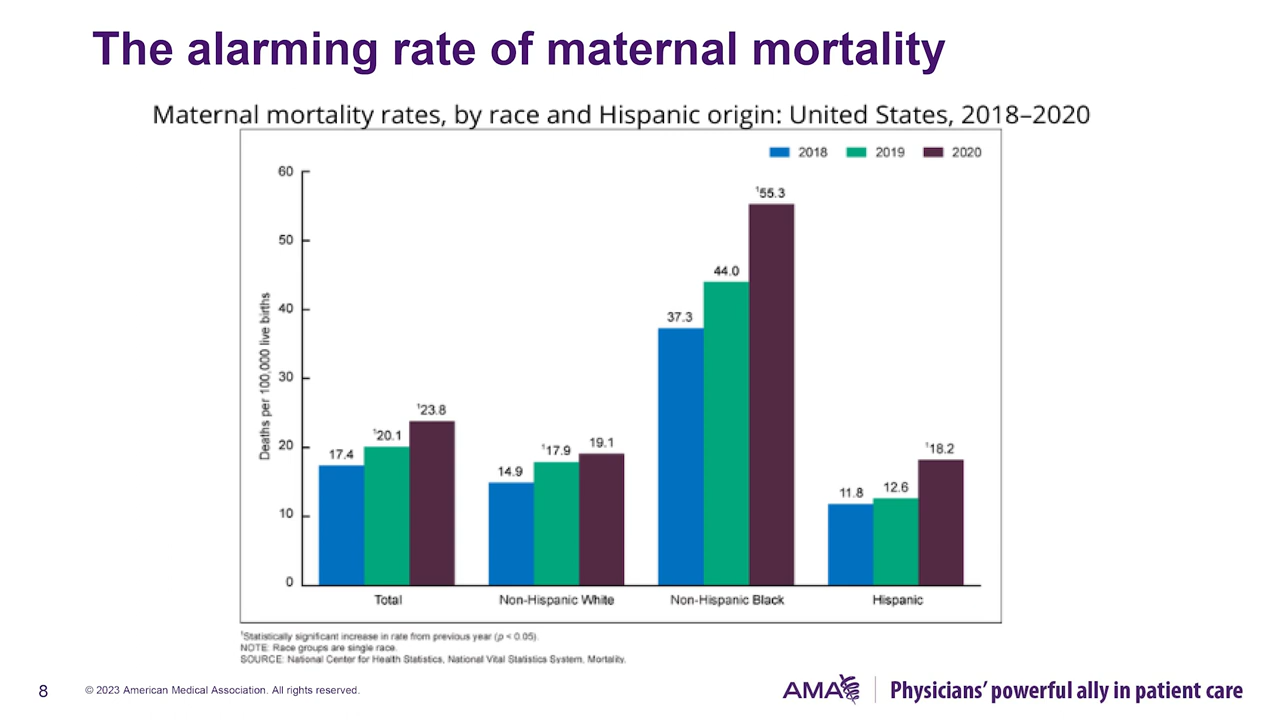 The alarming rate of maternal mortality
Maternal mortality rates, by race and Hispanic origin: United States, 2018–2020
2018 2019 2020
60
50
40
30
20
10
0
Deaths per 100,000 live births
17.4
¹20.1
¹23.8
14.9
¹17.9
19.1
37.3
44.0
¹55.3
11.8
12.6
¹18.2
Total
Non-Hispanic White
Non-Hispanic Black
Hispanic
¹Statistically significant increase in rate from previous year (p < 0.05).
NOTE: Race groups are single race.
SOURCE: National Center for Health Statistics, National Vital Statistics System, Mortality.
8
© 2023 American Medical Association. All rights reserved.
AMA
Physicians’ powerful ally in patient care